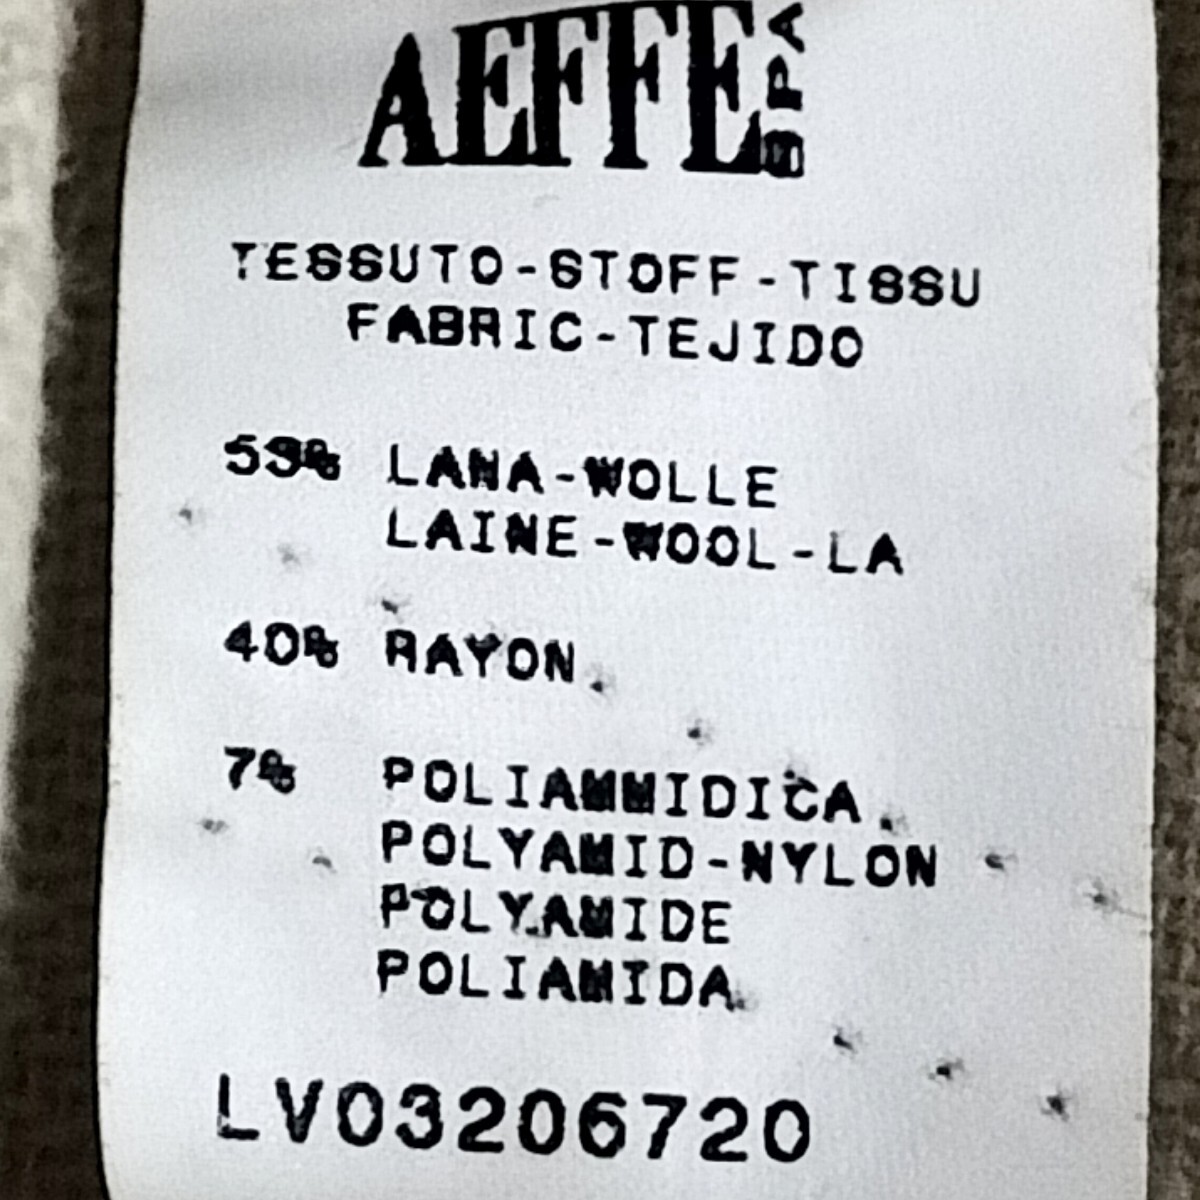 AEFFE SPA
TESSUTO-STOFF-TISSU
FABRIC-TEJIDO
53% LANA-WOLLE
LAINE-WOOL-LA
40% RAYON
7% POLIAMMIDICA
POLYAMID-NYLON
POLYAMIDE
POLIAMIDA
LV03206720